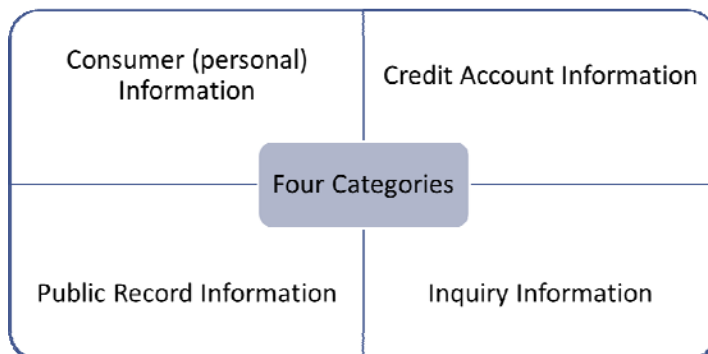 Consumer (personal)
Information
Credit Account Information
Four Categories
Public Record Information
Inquiry Information